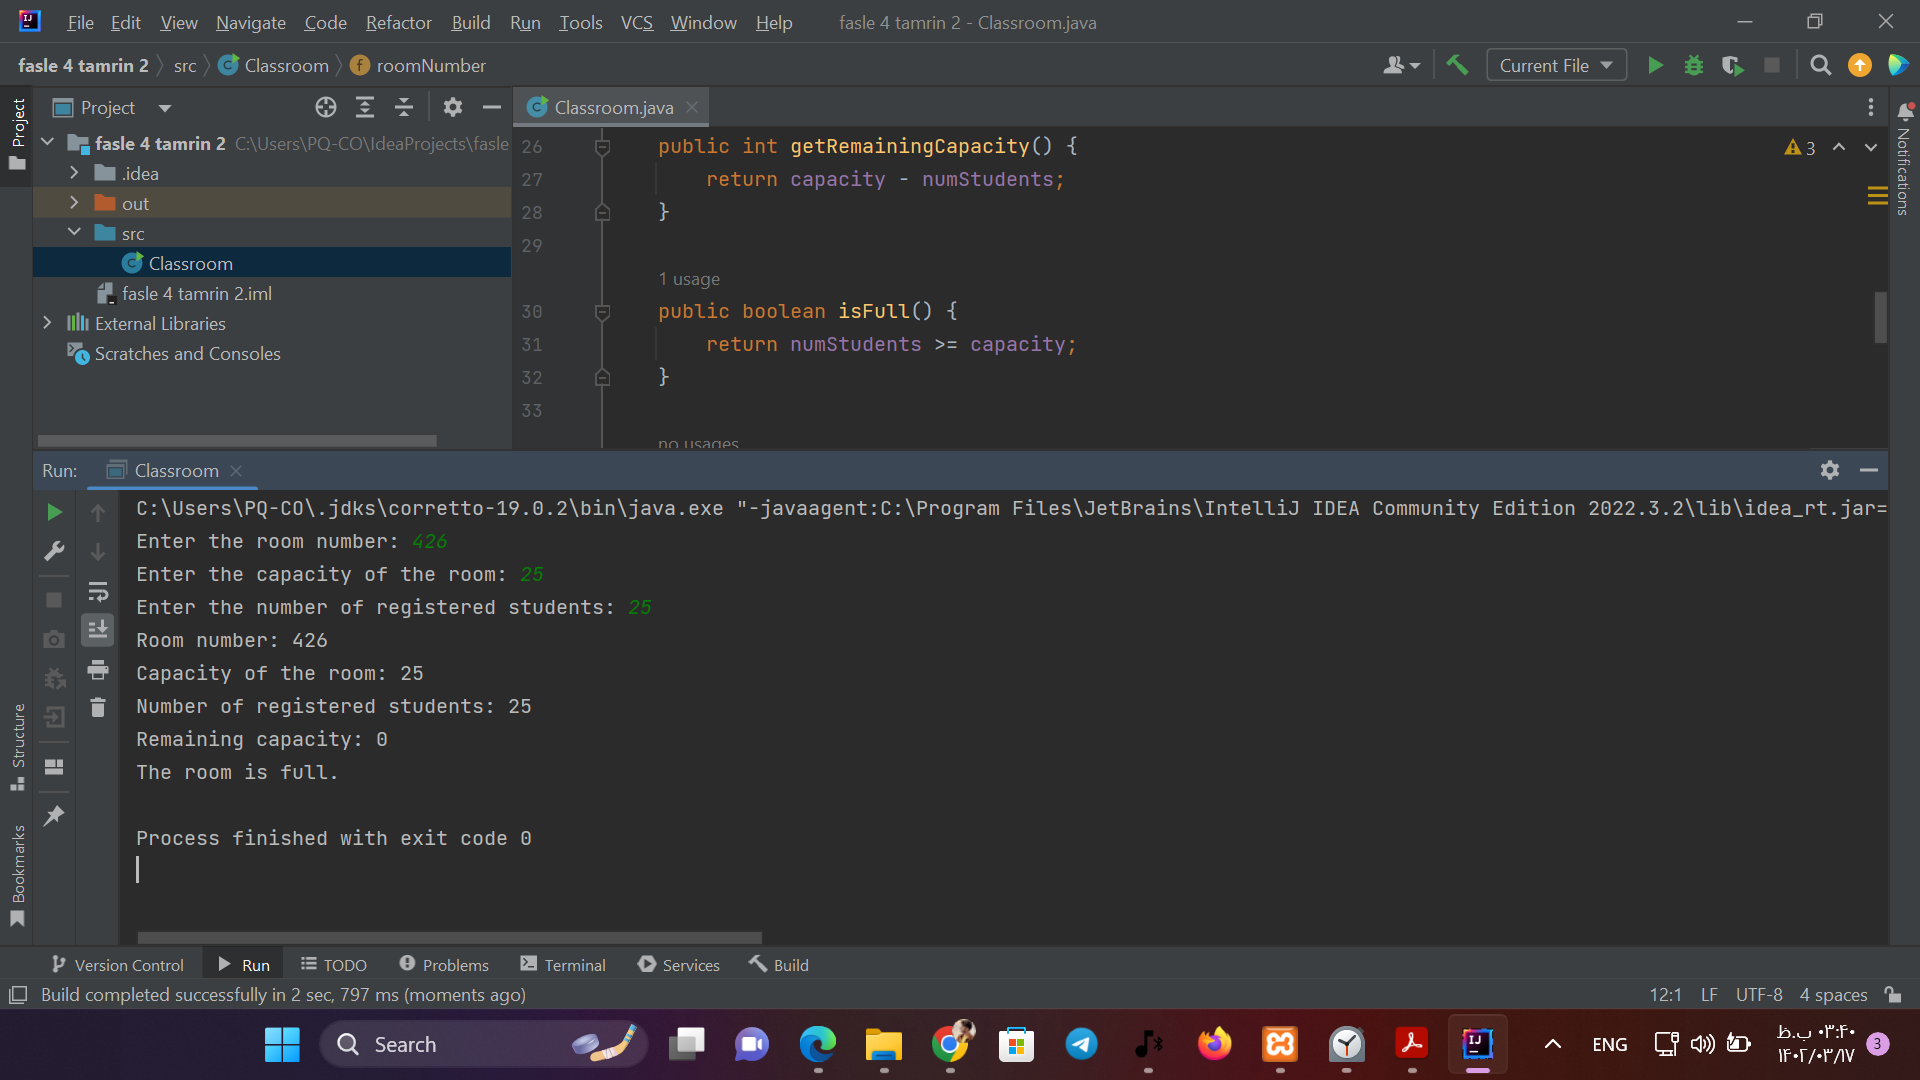 File Edit View Navigate Code Refactor Build Run Tools VCS Window Help fasle 4 tamrin 2 - Classroom.java
fasle 4 tamrin 2 src Classroom f roomNumber
Current File
Project
Project
Classroom.java
Notifications
fasle 4 tamrin 2 C:\Users\PQ-CO\IdeaProjects\fasle
.idea
out
src
Classroom
fasle 4 tamrin 2.iml
External Libraries
Scratches and Consoles
3
26 public int getRemainingCapacity() {
27 return capacity - numStudents;
28 }
29
1 usage
30 public boolean isFull() {
31 return numStudents >= capacity;
32 }
33
no usages
Run: Classroom
C:\Users\PQ-CO\.jdks\corretto-19.0.2\bin\java.exe "-javaagent:C:\Program Files\JetBrains\IntelliJ IDEA Community Edition 2022.3.2\lib\idea_rt.jar=
Enter the room number: 426
Enter the capacity of the room: 25
Enter the number of registered students: 25
Room number: 426
Capacity of the room: 25
Number of registered students: 25
Remaining capacity: 0
The room is full.
Process finished with exit code 0
Structure
Bookmarks
Version Control Run TODO Problems Terminal Services Build
Build completed successfully in 2 sec, 797 ms (moments ago)
12:1 LF UTF-8 4 spaces
Search
IJ
ENG
۰۳:۴۰ ب.ظ
۱۴۰۲/۰۳/۱۷
3